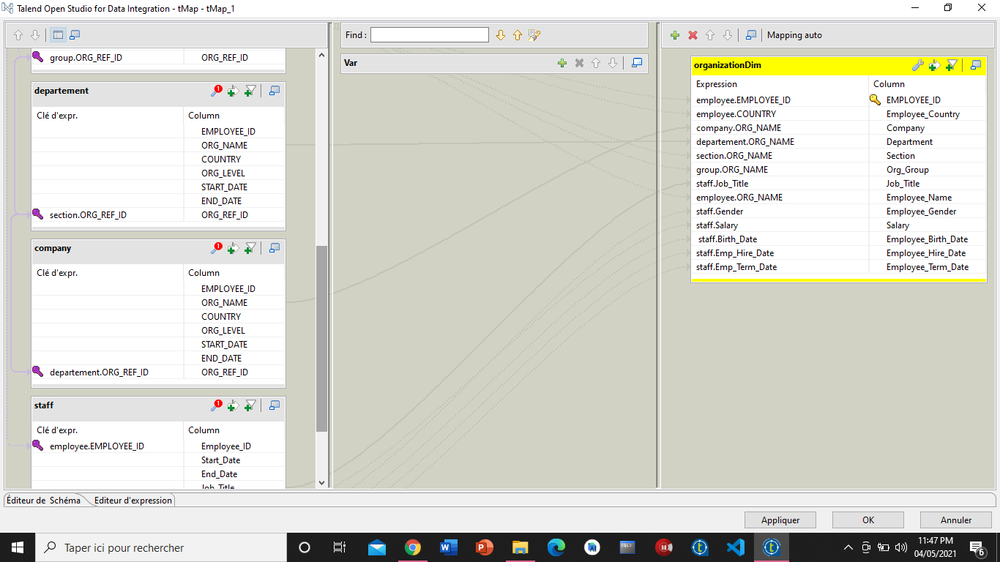 Talend Open Studio for Data Integration - tMap - tMap_1
Find :
Mapping auto
group.ORG_REF_ID ORG_REF_ID
departement
Clé d'expr. Column
EMPLOYEE_ID
ORG_NAME
COUNTRY
ORG_LEVEL
START_DATE
END_DATE
section.ORG_REF_ID ORG_REF_ID
company
Clé d'expr. Column
EMPLOYEE_ID
ORG_NAME
COUNTRY
ORG_LEVEL
START_DATE
END_DATE
departement.ORG_REF_ID ORG_REF_ID
staff
Clé d'expr. Column
employee.EMPLOYEE_ID Employee_ID
Start_Date
End_Date
Job_Title
Var
organizationDim
Expression Column
employee.EMPLOYEE_ID EMPLOYEE_ID
employee.COUNTRY Employee_Country
company.ORG_NAME Company
departement.ORG_NAME Department
section.ORG_NAME Section
group.ORG_NAME Org_Group
staff.Job_Title Job_Title
employee.ORG_NAME Employee_Name
staff.Gender Employee_Gender
staff.Salary Salary
staff.Birth_Date Employee_Birth_Date
staff.Emp_Hire_Date Employee_Hire_Date
staff.Emp_Term_Date Employee_Term_Date
Éditeur de Schéma Editeur d'expression
Appliquer OK Annuler
Taper ici pour rechercher
11:47 PM
04/05/2021
6